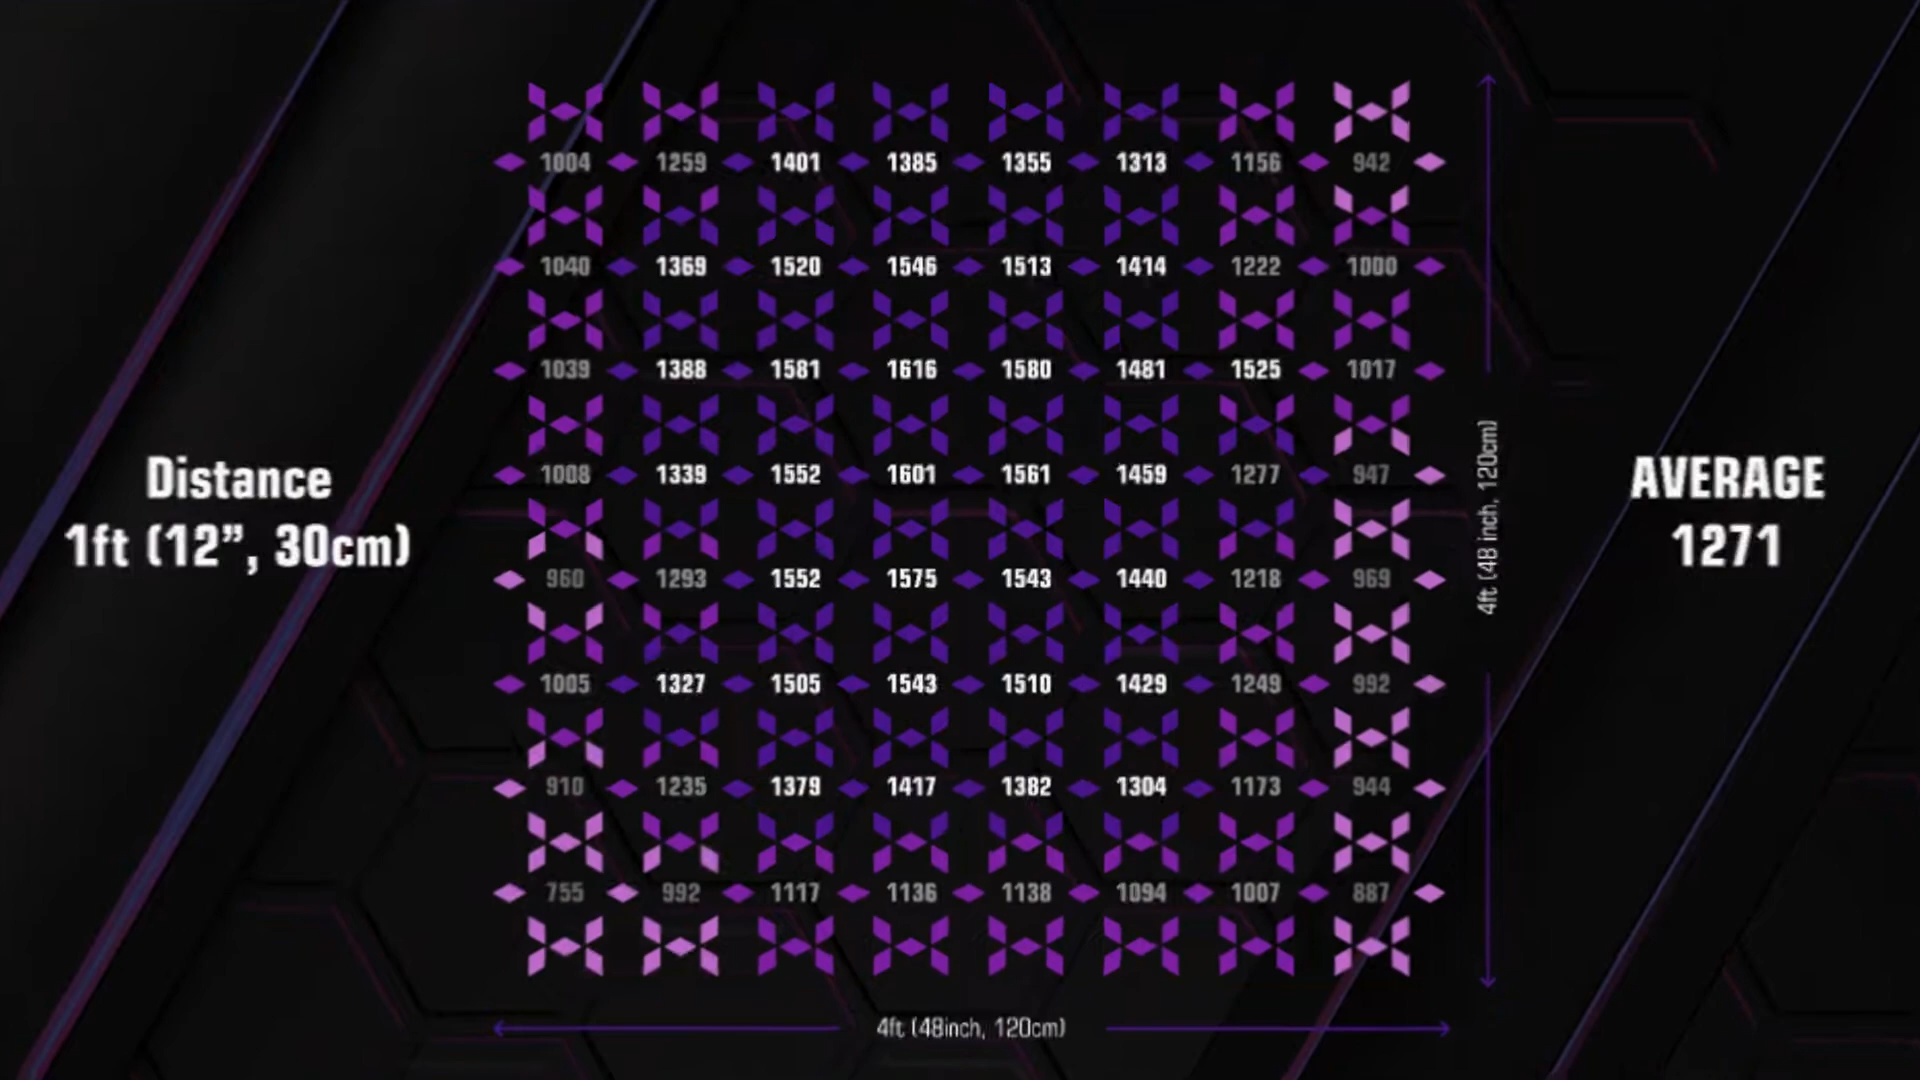 1004 1259 1401 1385 1355 1313 1156 942
1040 1369 1520 1546 1513 1414 1222 1000
1039 1388 1581 1616 1580 1481 1525 1017
1008 1339 1552 1601 1561 1459 1277 947
960 1293 1552 1575 1543 1440 1218 969
1005 1327 1505 1543 1510 1429 1249 992
910 1235 1379 1417 1382 1304 1173 944
755 992 1117 1136 1138 1094 1007 887
Distance
1ft (12”, 30cm)
4ft (48 inch, 120cm)
AVERAGE
1271
4ft (48inch, 120cm)